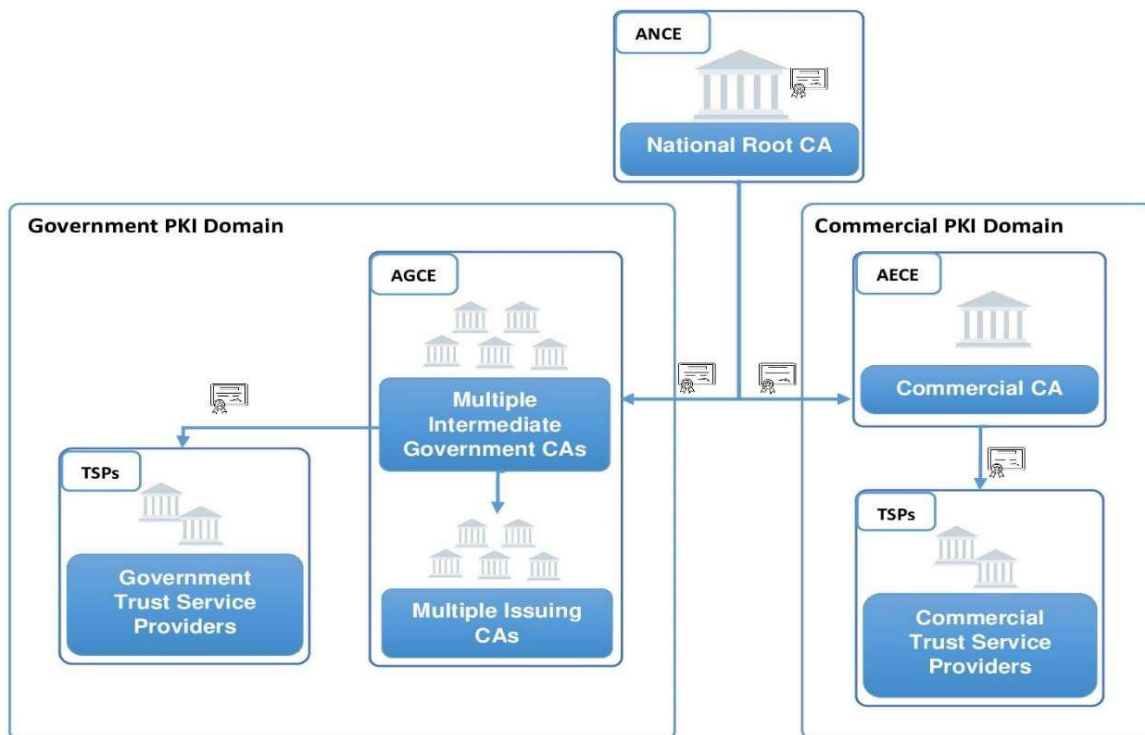 ANCE
National Root CA
Government PKI Domain
AGCE
Multiple
Intermediate
Government CAs
TSPs
Government
Trust Service
Providers
Multiple Issuing
CAs
Commercial PKI Domain
AECE
Commercial CA
TSPs
Commercial
Trust Service
Providers